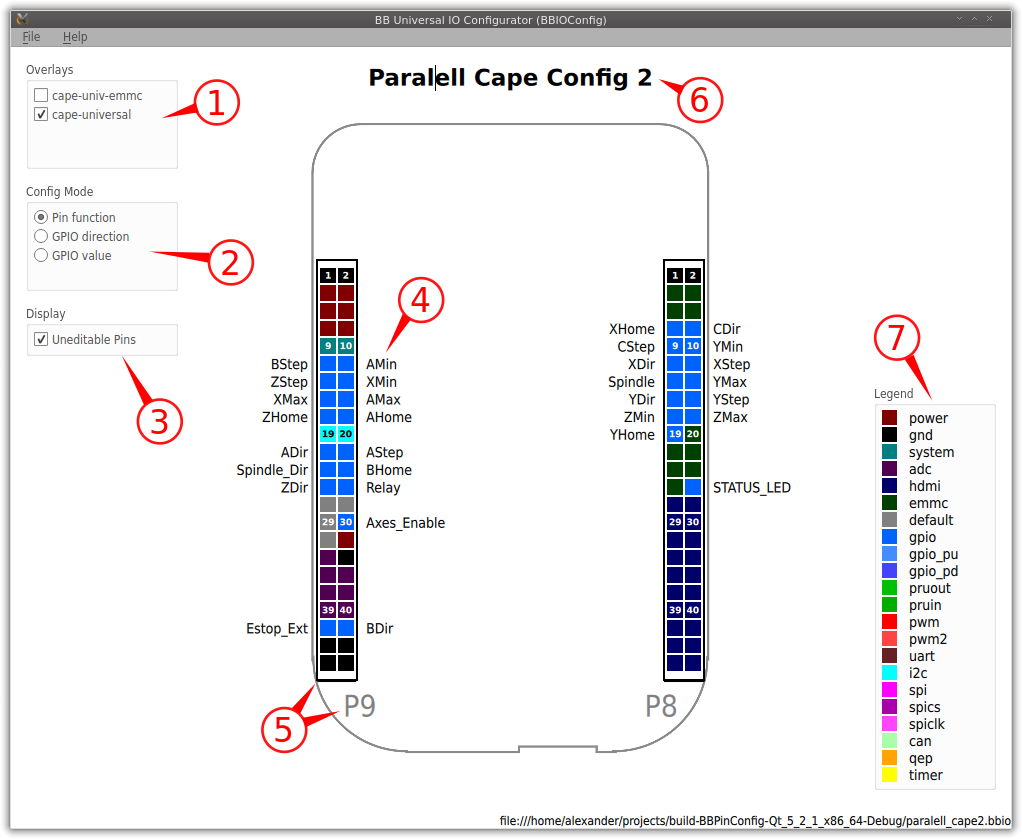 BB Universal IO Configurator (BBIOConfig)
File Help
Paralell Cape Config 2
6
Overlays
cape-univ-emmc
cape-universal
1
Config Mode
Pin function
GPIO direction
GPIO value
2
Display
Uneditable Pins
3
4
1 2
9 10
BStep AMin
ZStep XMin
XMax AMax
ZHome AHome
19 20
ADir AStep
Spindle_Dir BHome
ZDir Relay
29 30 Axes_Enable
39 40
Estop_Ext BDir
5
P9
1 2
XHome CDir
CStep 9 10 YMin
XDir XStep
Spindle YMax
YDir YStep
ZMin ZMax
YHome 19 20
STATUS_LED
29 30
39 40
P8
7
Legend
power
gnd
system
adc
hdmi
emmc
default
gpio
gpio_pu
gpio_pd
pruout
pruin
pwm
pwm2
uart
i2c
spi
spics
spiclk
can
qep
timer
file:///home/alexander/projects/build-BBPinConfig-Qt_5_2_1_x86_64-Debug/paralell_cape2.bbio